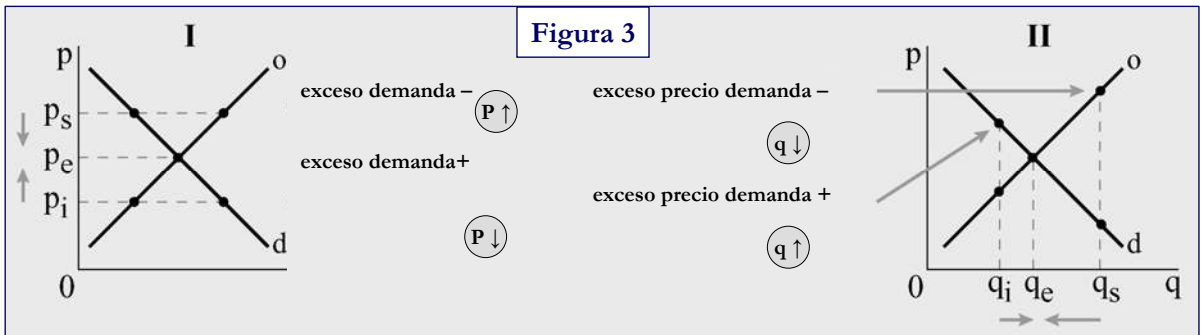 Figura 3
I
p
o
p_s
p_e
p_i
d
0
exceso demanda –
P ↑
exceso demanda+
P ↓
exceso precio demanda –
q ↓
exceso precio demanda +
q ↑
II
p
o
d
0
q_i
q_e
q_s
q